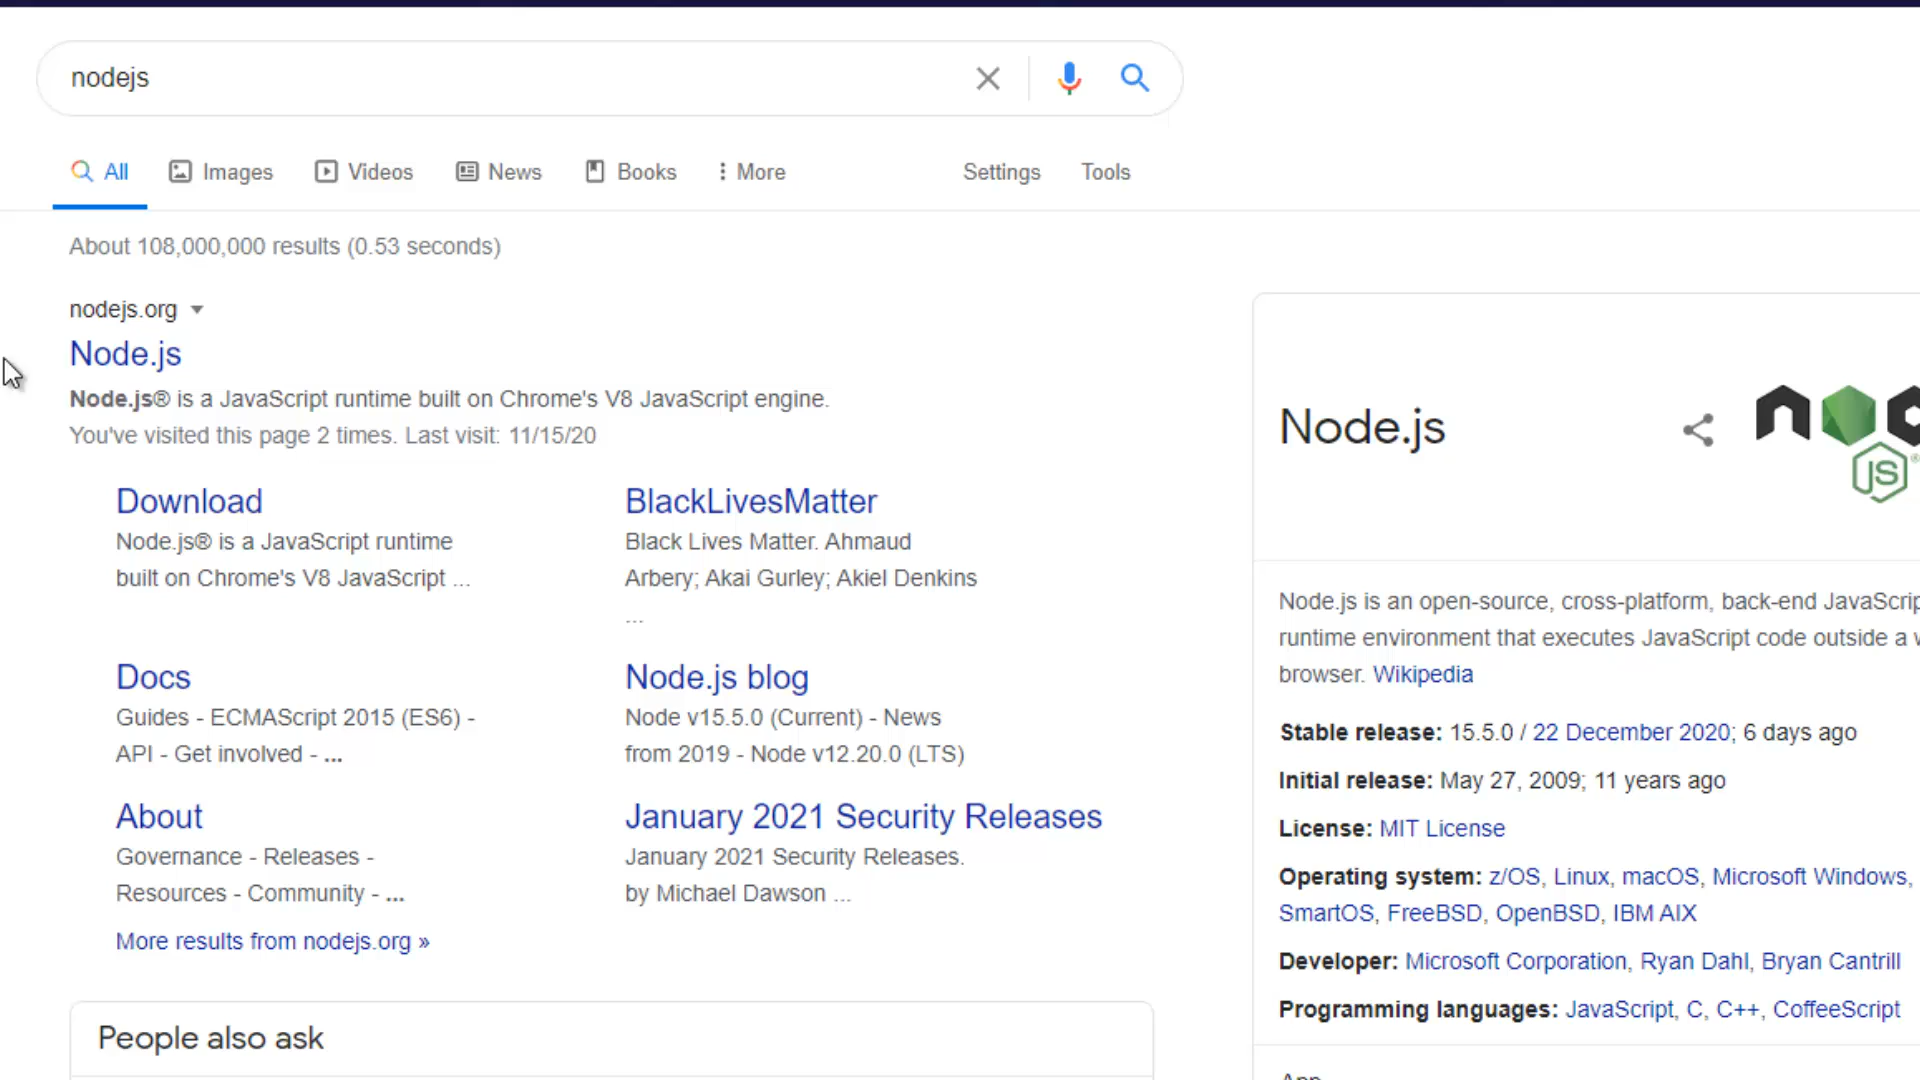 nodejs
All Images Videos News Books More Settings Tools
About 108,000,000 results (0.53 seconds)
nodejs.org
Node.js
Node.js® is a JavaScript runtime built on Chrome's V8 JavaScript engine.
You've visited this page 2 times. Last visit: 11/15/20
Download
Node.js® is a JavaScript runtime
built on Chrome's V8 JavaScript ...
BlackLivesMatter
Black Lives Matter. Ahmaud
Arbery; Akai Gurley; Akiel Denkins
...
Docs
Guides - ECMAScript 2015 (ES6) -
API - Get involved - ...
Node.js blog
Node v15.5.0 (Current) - News
from 2019 - Node v12.20.0 (LTS)
About
Governance - Releases -
Resources - Community - ...
January 2021 Security Releases
January 2021 Security Releases.
by Michael Dawson ...
More results from nodejs.org »
People also ask
Node.js
JS
®
Node.js is an open-source, cross-platform, back-end
runtime environment that executes JavaScript code outside a
browser. Wikipedia
Stable release: 15.5.0 / 22 December 2020; 6 days ago
Initial release: May 27, 2009; 11 years ago
License: MIT License
Operating system: z/OS, Linux, macOS, Microsoft Windows,
SmartOS, FreeBSD, OpenBSD, IBM AIX
Developer: Microsoft Corporation, Ryan Dahl, Bryan Cantrill
Programming languages: JavaScript, C, C++, CoffeeScript